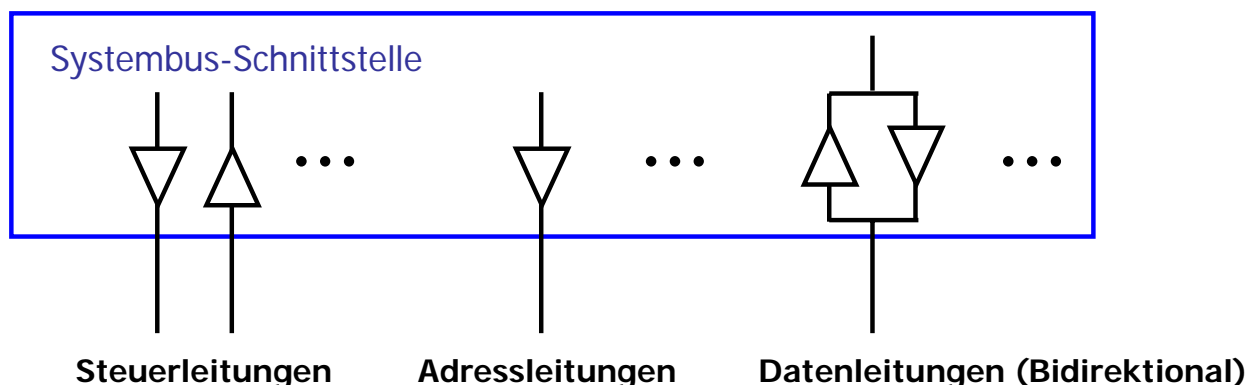 Systembus-Schnittstelle
Steuerleitungen Adressleitungen Datenleitungen (Bidirektional)